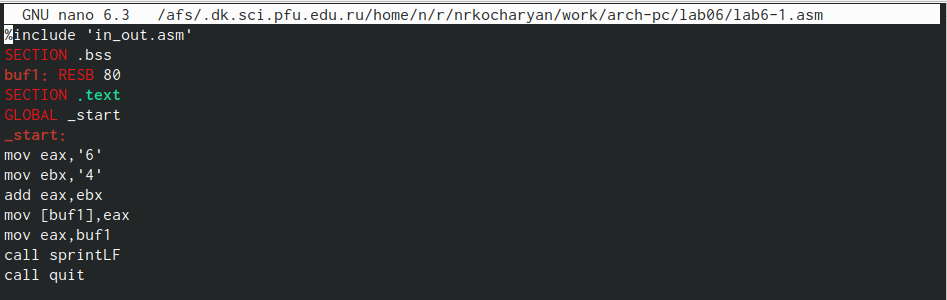 GNU nano 6.3 /afs/.dk.sci.pfu.edu.ru/home/n/r/nrkocharyan/work/arch-pc/lab06/lab6-1.asm
%include 'in_out.asm'
SECTION .bss
buf1: RESB 80
SECTION .text
GLOBAL _start
_start:
mov eax,'6'
mov ebx,'4'
add eax,ebx
mov [buf1],eax
mov eax,buf1
call sprintLF
call quit